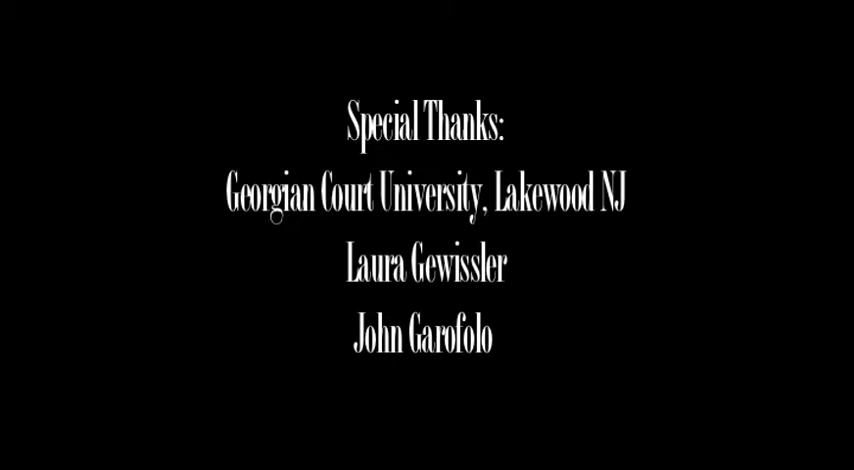 Special Thanks:
Georgian Court University, Lakewood NJ
Laura Gewissler
John Garofolo